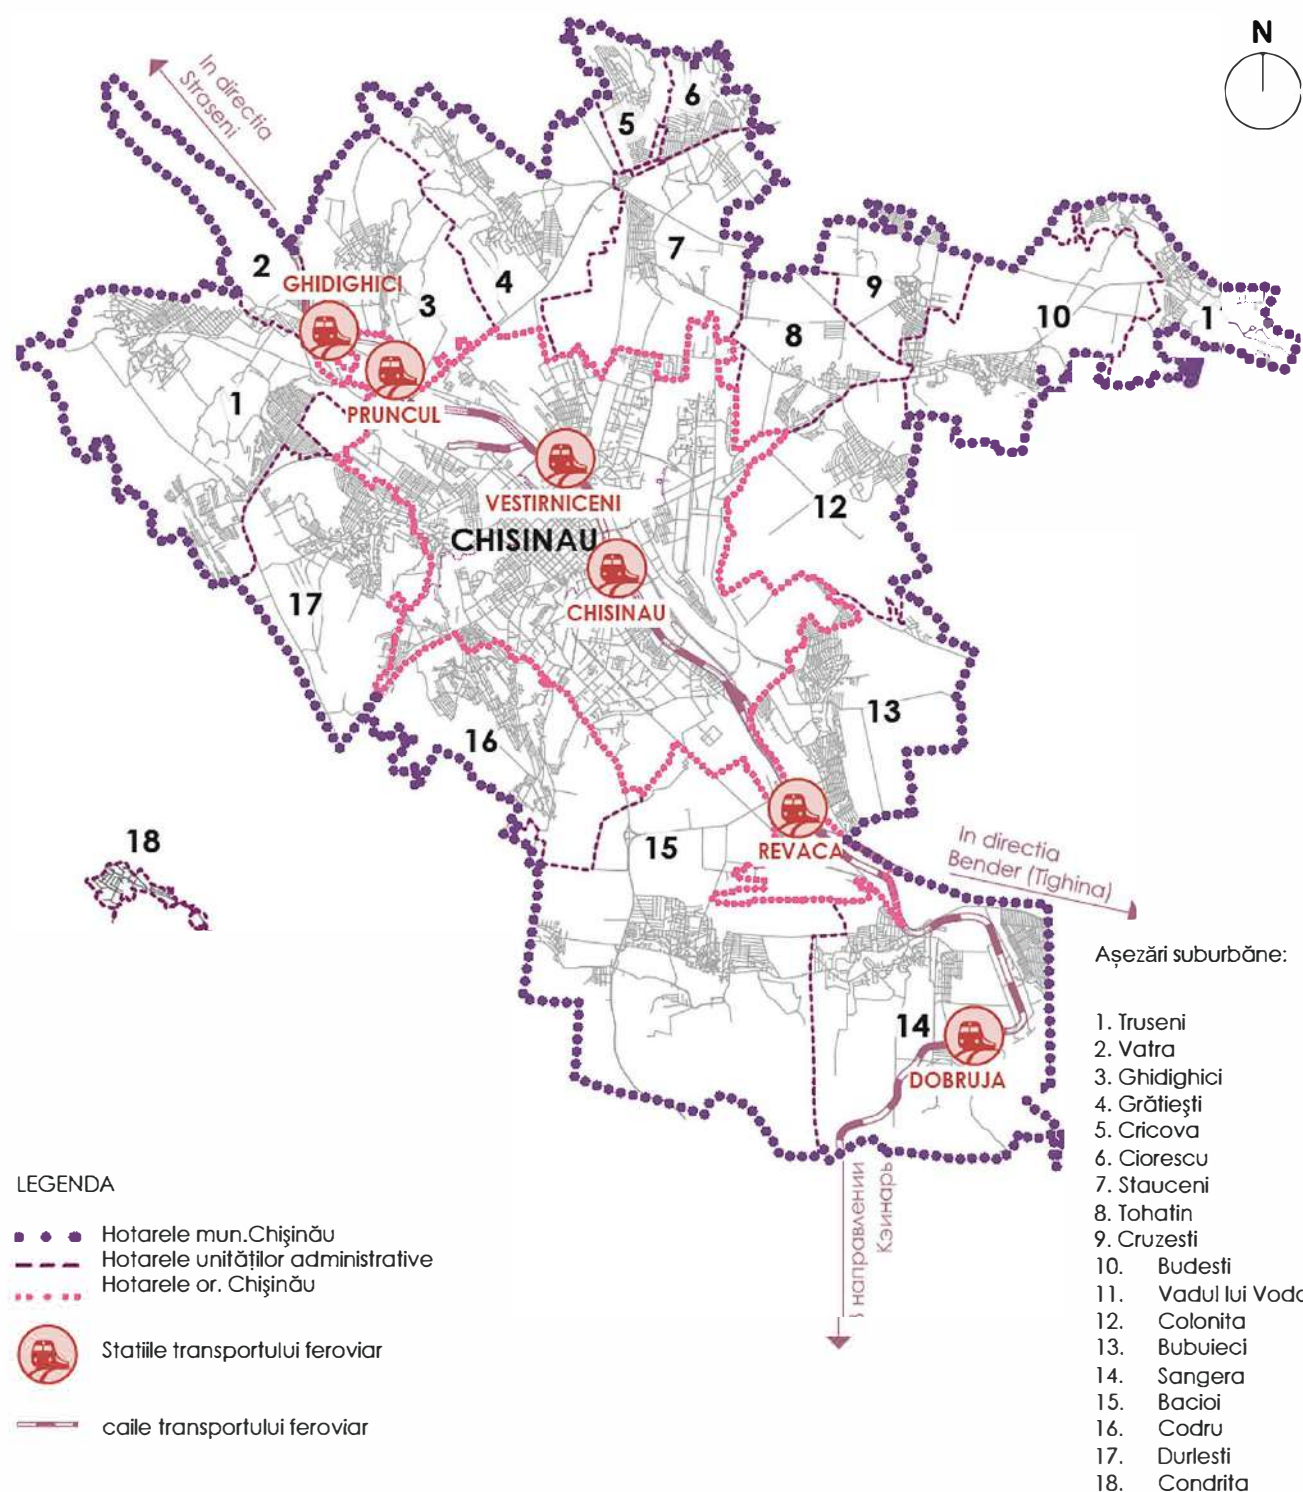 N
In directia
Straseni
6
5
7
2
GHIDIGHICI
3
4
9
10
8
1
PRUNCUL
VESTIRNICENI
12
CHISINAU
CHISINAU
17
13
16
18
15
REVACA
In directia
Bender (Tighina)
14
DOBRUJA
направлении
Кэинарь
Așezări suburbăne:
1. Truseni
2. Vatra
3. Ghidighici
4. Grătieşti
5. Cricova
6. Ciorescu
7. Stauceni
8. Tohatin
9. Cruzesti
10. Budesti
11. Vadul lui Voda
12. Colonita
13. Bubuieci
14. Sangera
15. Bacioi
16. Codru
17. Durlesti
18. Condrita
LEGENDA
Hotarele mun.Chişinău
Hotarele unităților administrative
Hotarele or. Chişinău
Statiile transportului feroviar
caile transportului feroviar